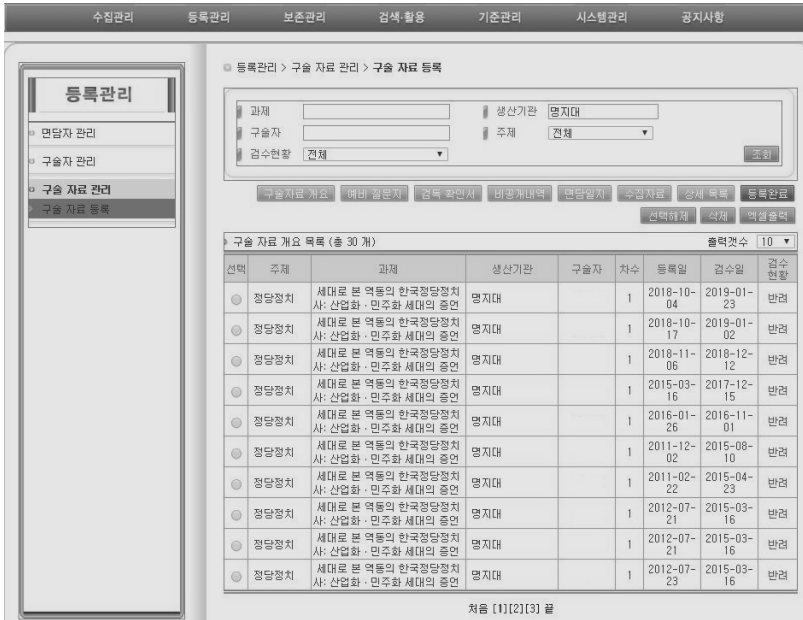 수집관리 등록관리 보존관리 검색·활용 기준관리 시스템관리 공지사항
등록관리
면담자 관리
구술자 관리
구술 자료 관리
구술 자료 등록
등록관리 > 구술 자료 관리 > 구술 자료 등록
과제 생산기관 명지대
구술자 주제 전체
검수현황 전체 조회
구술자료 개요 예비 질문지 검독 확인서 비공개내역 면담일지 수집자료 상세 목록 등록완료
선택해제 삭제 엑셀출력
구술 자료 개요 목록 (총 30 개) 출력갯수 10
선택 주제 과제 생산기관 구술자 차수 등록일 검수일 검수
현황
정당정치 세대로 본 역동의 한국정당정치 명지대 1 2018-10- 2019-01- 반려
사: 산업화·민주화 세대의 증언 04 23
정당정치 세대로 본 역동의 한국정당정치 명지대 1 2018-10- 2019-01- 반려
사: 산업화·민주화 세대의 증언 17 02
정당정치 세대로 본 역동의 한국정당정치 명지대 1 2018-11- 2018-12- 반려
사: 산업화·민주화 세대의 증언 06 12
정당정치 세대로 본 역동의 한국정당정치 명지대 1 2015-03- 2017-12- 반려
사: 산업화·민주화 세대의 증언 16 15
정당정치 세대로 본 역동의 한국정당정치 명지대 1 2016-01- 2016-11- 반려
사: 산업화·민주화 세대의 증언 26 01
정당정치 세대로 본 역동의 한국정당정치 명지대 1 2011-12- 2015-08- 반려
사: 산업화·민주화 세대의 증언 02 10
정당정치 세대로 본 역동의 한국정당정치 명지대 1 2011-02- 2015-04- 반려
사: 산업화·민주화 세대의 증언 22 23
정당정치 세대로 본 역동의 한국정당정치 명지대 1 2012-07- 2015-03- 반려
사: 산업화·민주화 세대의 증언 21 16
정당정치 세대로 본 역동의 한국정당정치 명지대 1 2012-07- 2015-03- 반려
사: 산업화·민주화 세대의 증언 21 16
정당정치 세대로 본 역동의 한국정당정치 명지대 1 2012-07- 2015-03- 반려
사: 산업화·민주화 세대의 증언 23 16
처음 [1][2][3] 끝